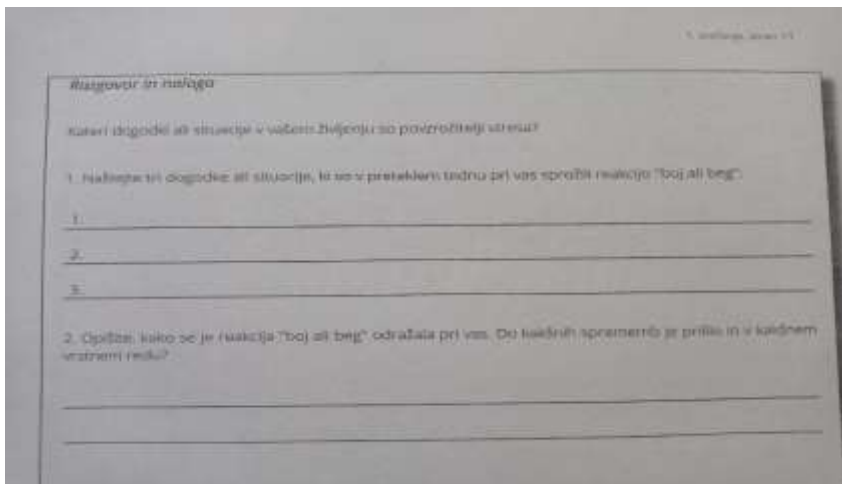 Razgovor in naloga
Kateri dogodki ali situacije v vašem življenju so povzročitelji stresa?
1. Naštejte tri dogodke ali situacije, ki so v preteklem tednu pri vas sprožili reakcijo "boj ali beg".
1.
2.
3.
2. Opišite, kako se je reakcija "boj ali beg" odražala pri vas. Do kakšnih sprememb je prišlo in v kakšnem
vrstnem redu?